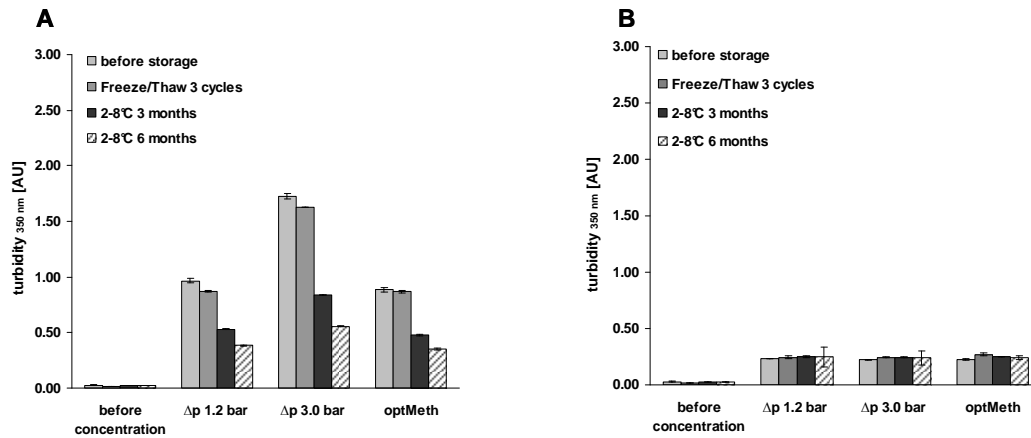 A
3.00
2.50
2.00
1.50
1.00
0.50
0.00
turbidity 350 nm [AU]
before storage
Freeze/Thaw 3 cycles
2-8°C 3 months
2-8°C 6 months
before
concentration
Δp 1.2 bar
Δp 3.0 bar
optMeth
B
3.00
2.50
2.00
1.50
1.00
0.50
0.00
turbidity 350 nm [AU]
before storage
Freeze/Thaw 3 cycles
2-8°C 3 months
2-8°C 6 months
before
concentration
Δp 1.2 bar
Δp 3.0 bar
optMeth